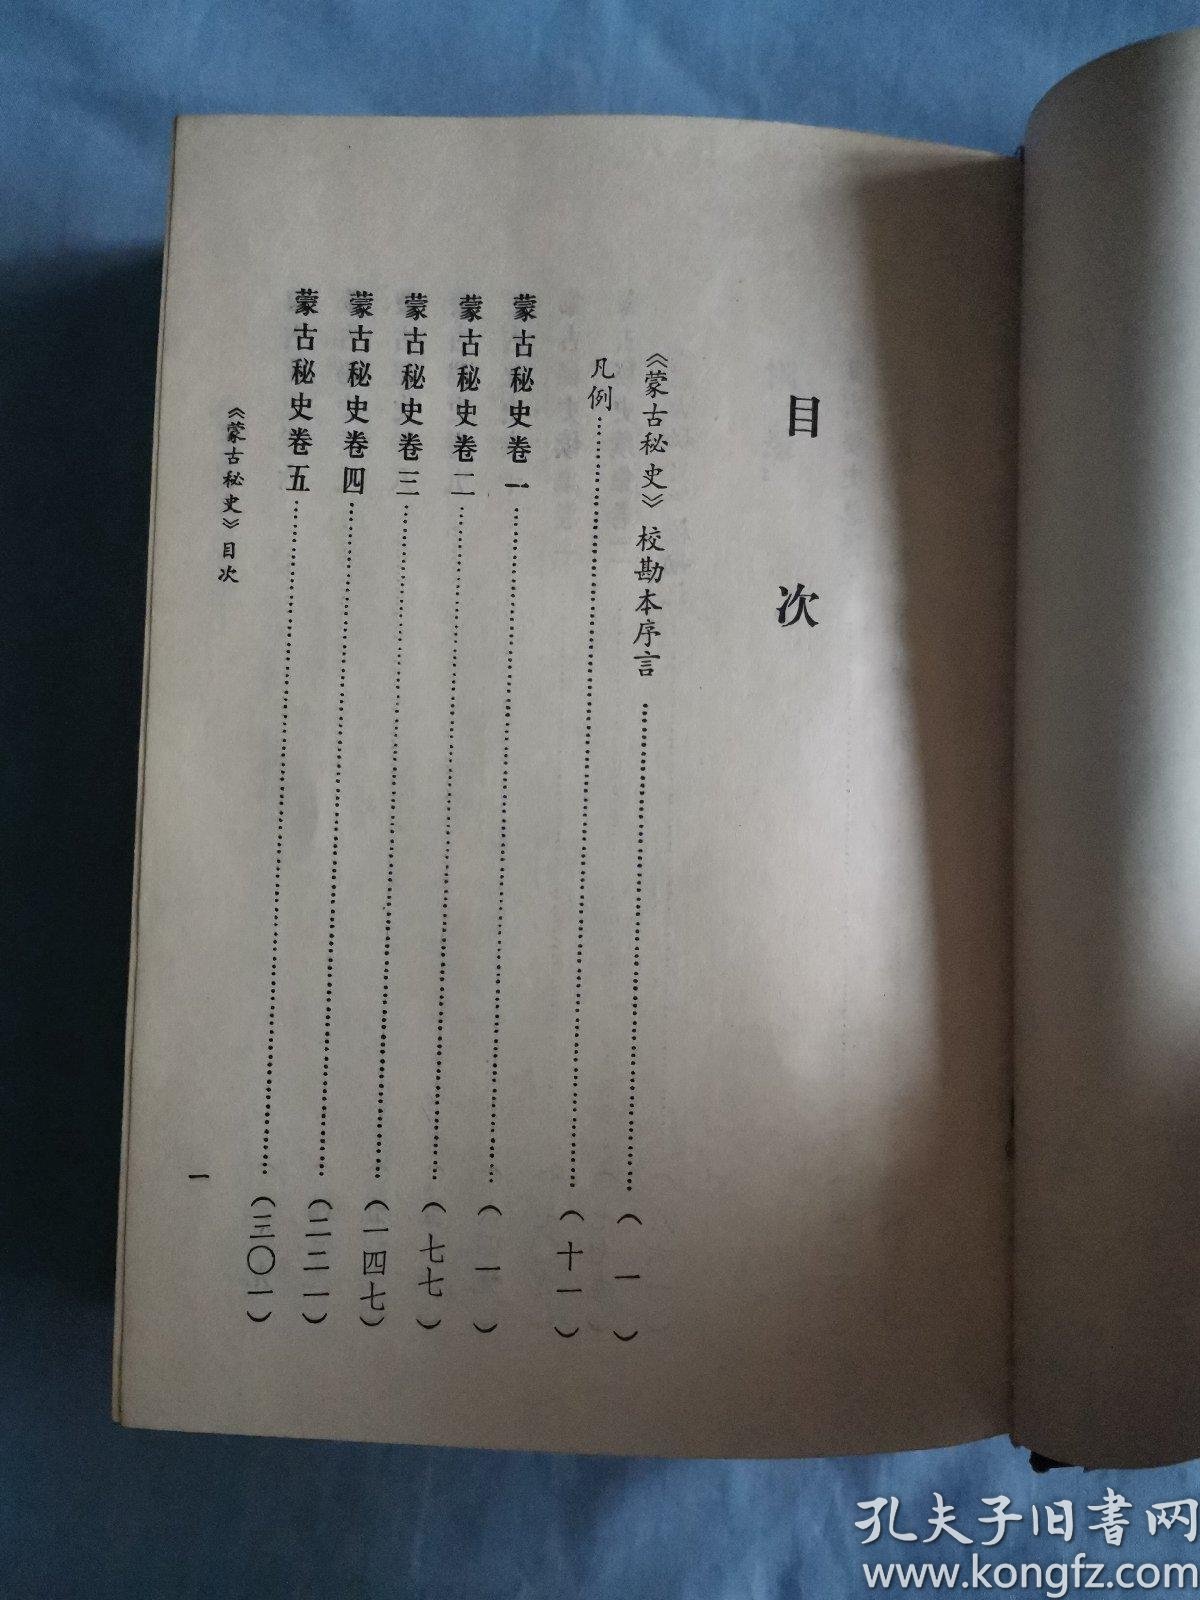 目次
《蒙古秘史》校勘本序言……(一)
凡例……(十一)
蒙古秘史卷一……(一)
蒙古秘史卷二……(七七)
蒙古秘史卷三……(一四七)
蒙古秘史卷四……(二二一)
蒙古秘史卷五……(三〇一)
《蒙古秘史》目次
一
孔夫子旧书网
www.kongfz.com